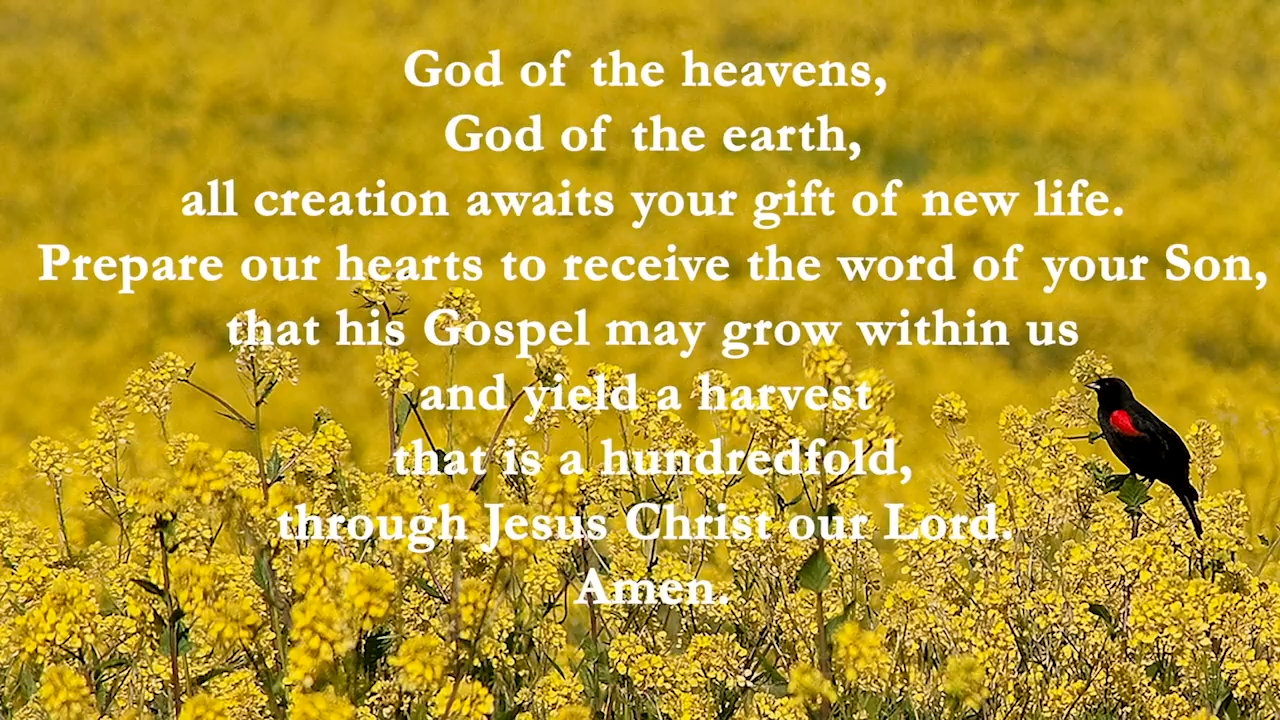 God of the heavens,
God of the earth,
all creation awaits your gift of new life.
Prepare our hearts to receive the word of your Son,
that his Gospel may grow within us
and yield a harvest
that is a hundredfold,
through Jesus Christ our Lord.
Amen.